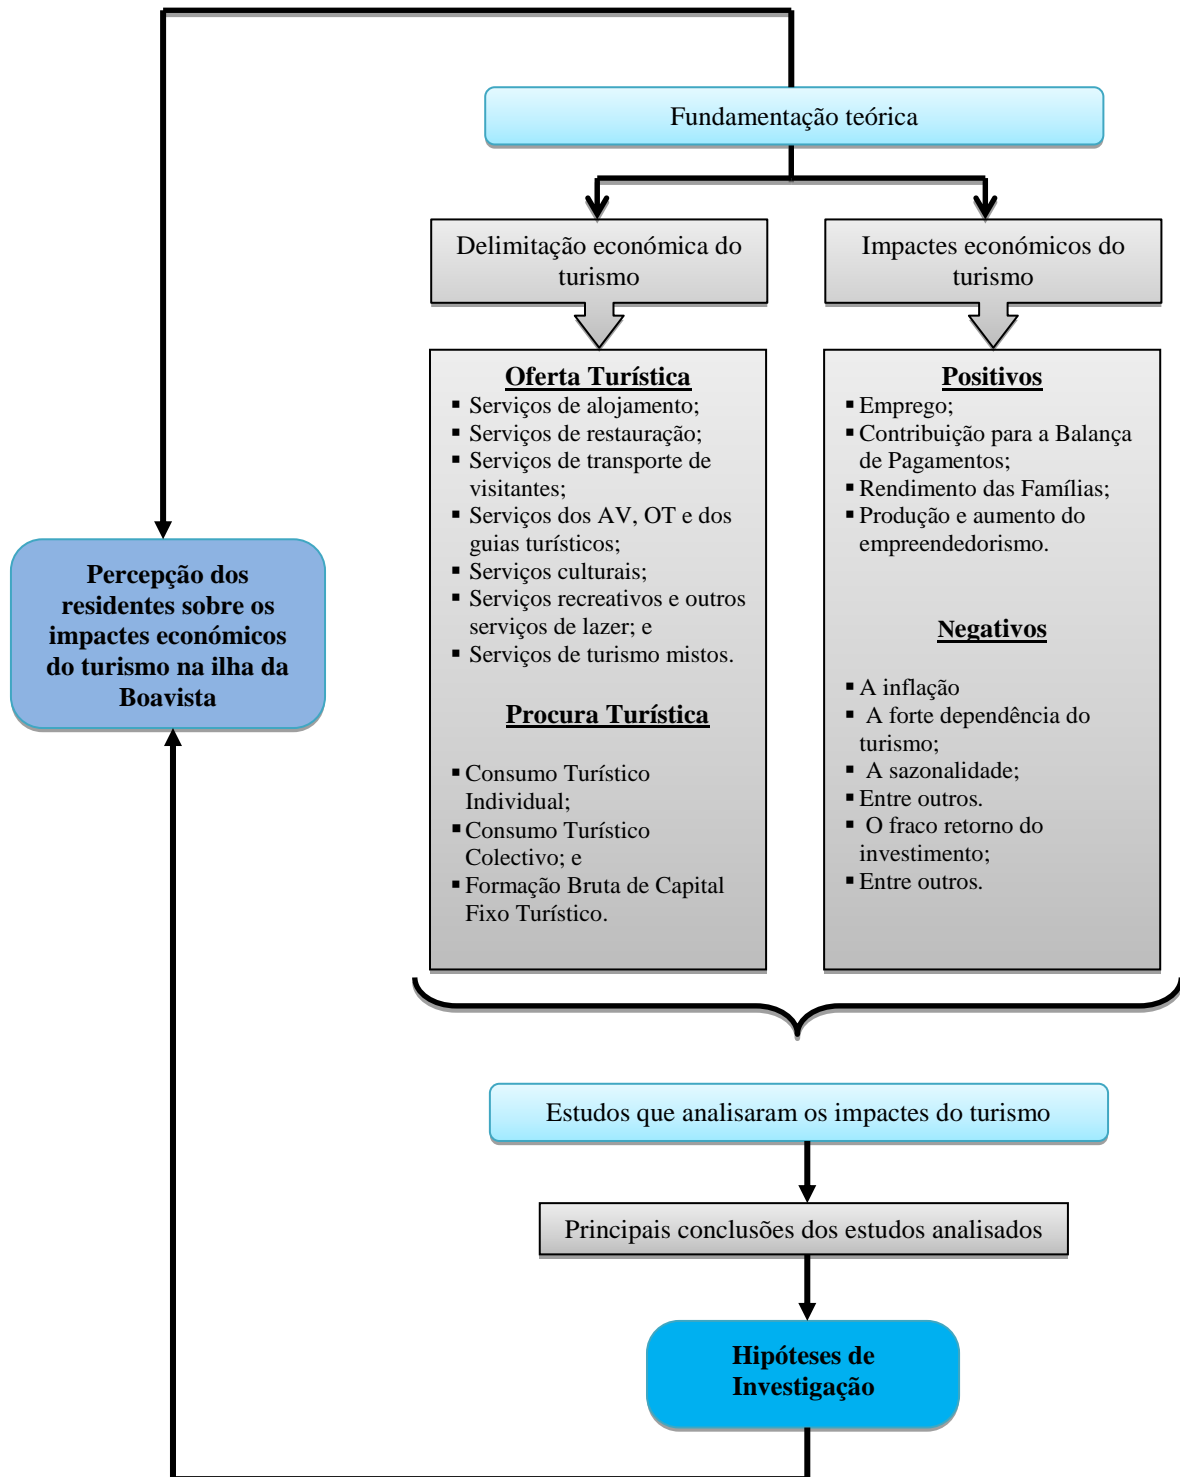 Fundamentação teórica
Delimitação económica do
turismo
Impactes económicos do
turismo
Oferta Turística
▪ Serviços de alojamento;
▪ Serviços de restauração;
▪ Serviços de transporte de
visitantes;
▪ Serviços dos AV, OT e dos
guias turísticos;
▪ Serviços culturais;
▪ Serviços recreativos e outros
serviços de lazer; e
▪ Serviços de turismo mistos.
Procura Turística
▪ Consumo Turístico
Individual;
▪ Consumo Turístico
Colectivo; e
▪ Formação Bruta de Capital
Fixo Turístico.
Positivos
▪ Emprego;
▪ Contribuição para a Balança
de Pagamentos;
▪ Rendimento das Famílias;
▪ Produção e aumento do
empreendedorismo.
Negativos
▪ A inflação
▪ A forte dependência do
turismo;
▪ A sazonalidade;
▪ Entre outros.
▪ O fraco retorno do
investimento;
▪ Entre outros.
Percepção dos
residentes sobre os
impactes económicos
do turismo na ilha da
Boavista
Estudos que analisaram os impactes do turismo
Principais conclusões dos estudos analisados
Hipóteses de
Investigação